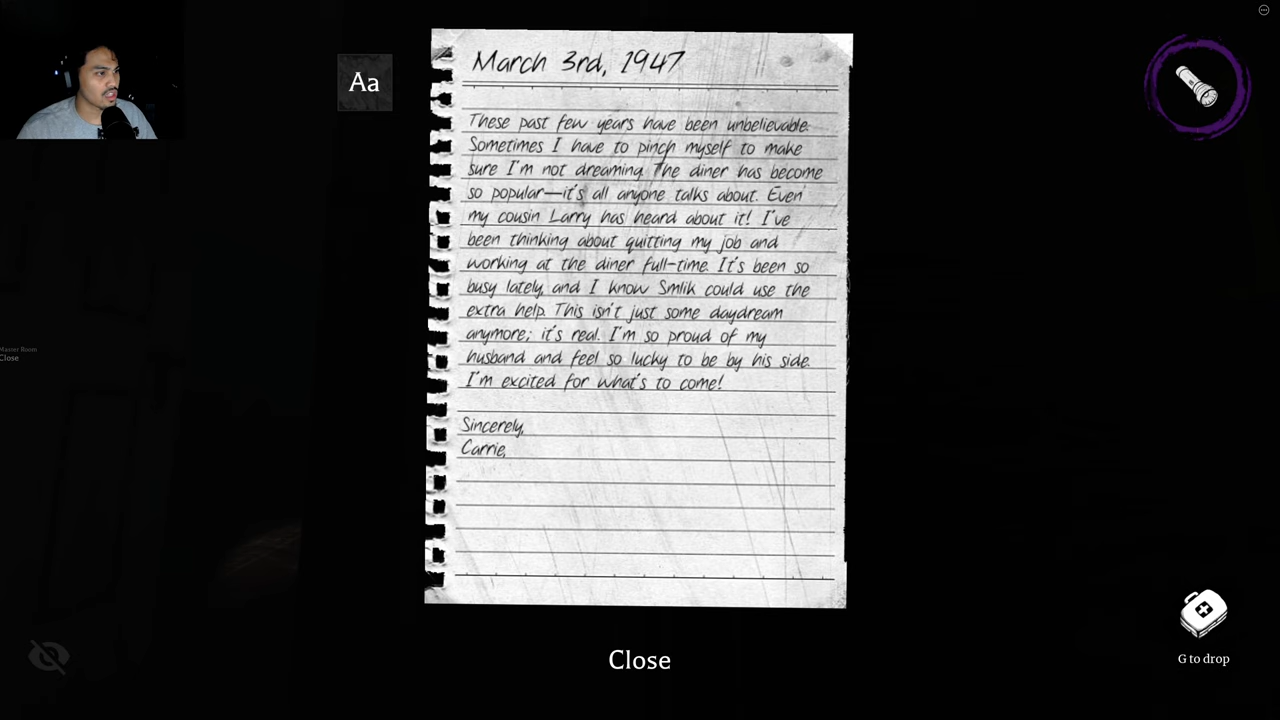 March 3rd, 1947
Aa
These past few years have been unbelievable.
Sometimes I have to pinch myself to make
sure I'm not dreaming. The diner has become
so popular—it's all anyone talks about. Even
my cousin Larry has heard about it! I've
been thinking about quitting my job and
working at the diner full-time. It's been so
busy lately, and I know Smlik could use the
extra help. This isn't just some daydream
anymore; it's real. I'm so proud of my
husband and feel so lucky to be by his side.
I'm excited for what's to come!
Sincerely,
Carrie,
Master Room
Close
Close
G to drop